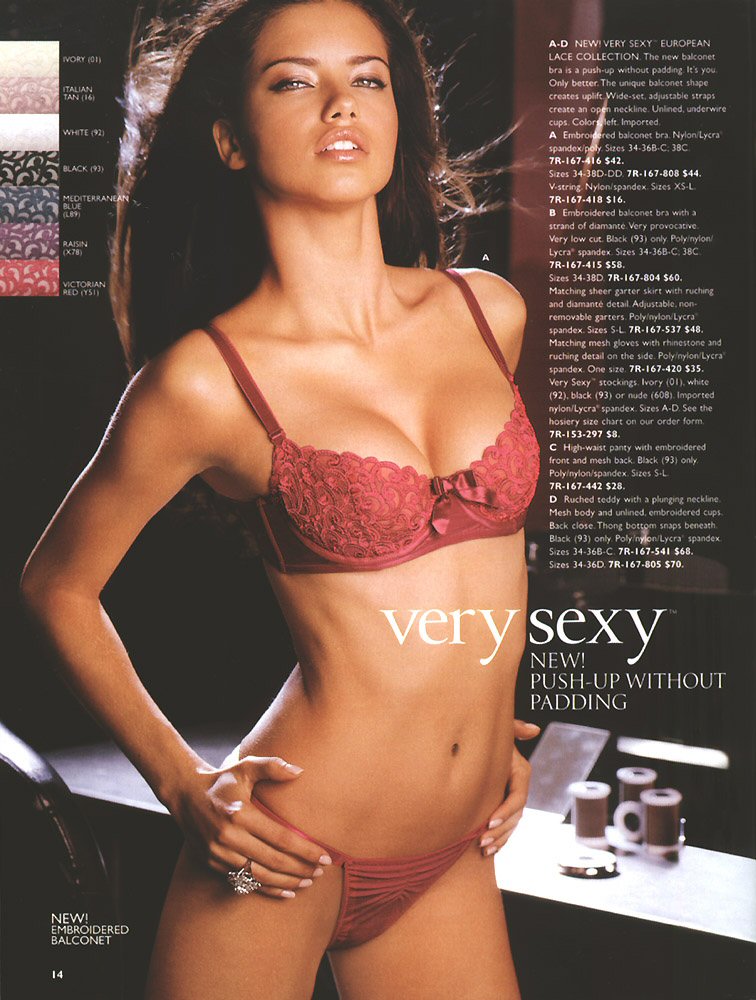 IVORY (01)
ITALIAN
TAN (16)
WHITE (92)
BLACK (93)
MEDITERRANEAN
BLUE
(L89)
RAISIN
(X78)
VICTORIAN
RED (YS1)
A-D NEW! VERY SEXY™ EUROPEAN
LACE COLLECTION. The new balconet
bra is a push-up without padding. It's you.
Only better. The unique balconet shape
creates uplift. Wide-set, adjustable straps
create an open neckline. Unlined, underwire
cups. Colors, left. Imported.
A Embroidered balconet bra. Nylon/Lycra®
spandex/poly. Sizes 34-36B-C; 38C.
7R-167-416 $42.
Sizes 34-38D-DD. 7R-167-808 $44.
V-string. Nylon/spandex. Sizes XS-L.
7R-167-418 $16.
B Embroidered balconet bra with a
strand of diamanté. Very provocative.
Very low cut. Black (93) only. Poly/nylon/
Lycra® spandex. Sizes 34-36B-C; 38C.
7R-167-415 $58.
Sizes 34-38D. 7R-167-804 $60.
Matching sheer garter skirt with ruching
and diamanté detail. Adjustable, non-
removable garters. Poly/nylon/Lycra®
spandex. Sizes S-L. 7R-167-537 $48.
Matching mesh gloves with rhinestone and
ruching detail on the side. Poly/nylon/Lycra®
spandex. One size. 7R-167-420 $35.
Very Sexy™ stockings. Ivory (01), white
(92), black (93) or nude (608). Imported
nylon/Lycra® spandex. Sizes A-D. See the
hosiery size chart on our order form.
7R-153-297 $8.
C High-waist panty with embroidered
front and mesh back. Black (93) only.
Poly/nylon/spandex. Sizes S-L.
7R-167-442 $28.
D Ruched teddy with a plunging neckline.
Mesh body and unlined, embroidered cups.
Back close. Thong bottom snaps beneath.
Black (93) only. Poly/nylon/Lycra® spandex.
Sizes 34-36B-C. 7R-167-541 $68.
Sizes 34-36D. 7R-167-805 $70.
A
very sexy™
NEW!
PUSH-UP WITHOUT
PADDING
NEW!
EMBROIDERED
BALCONET
14